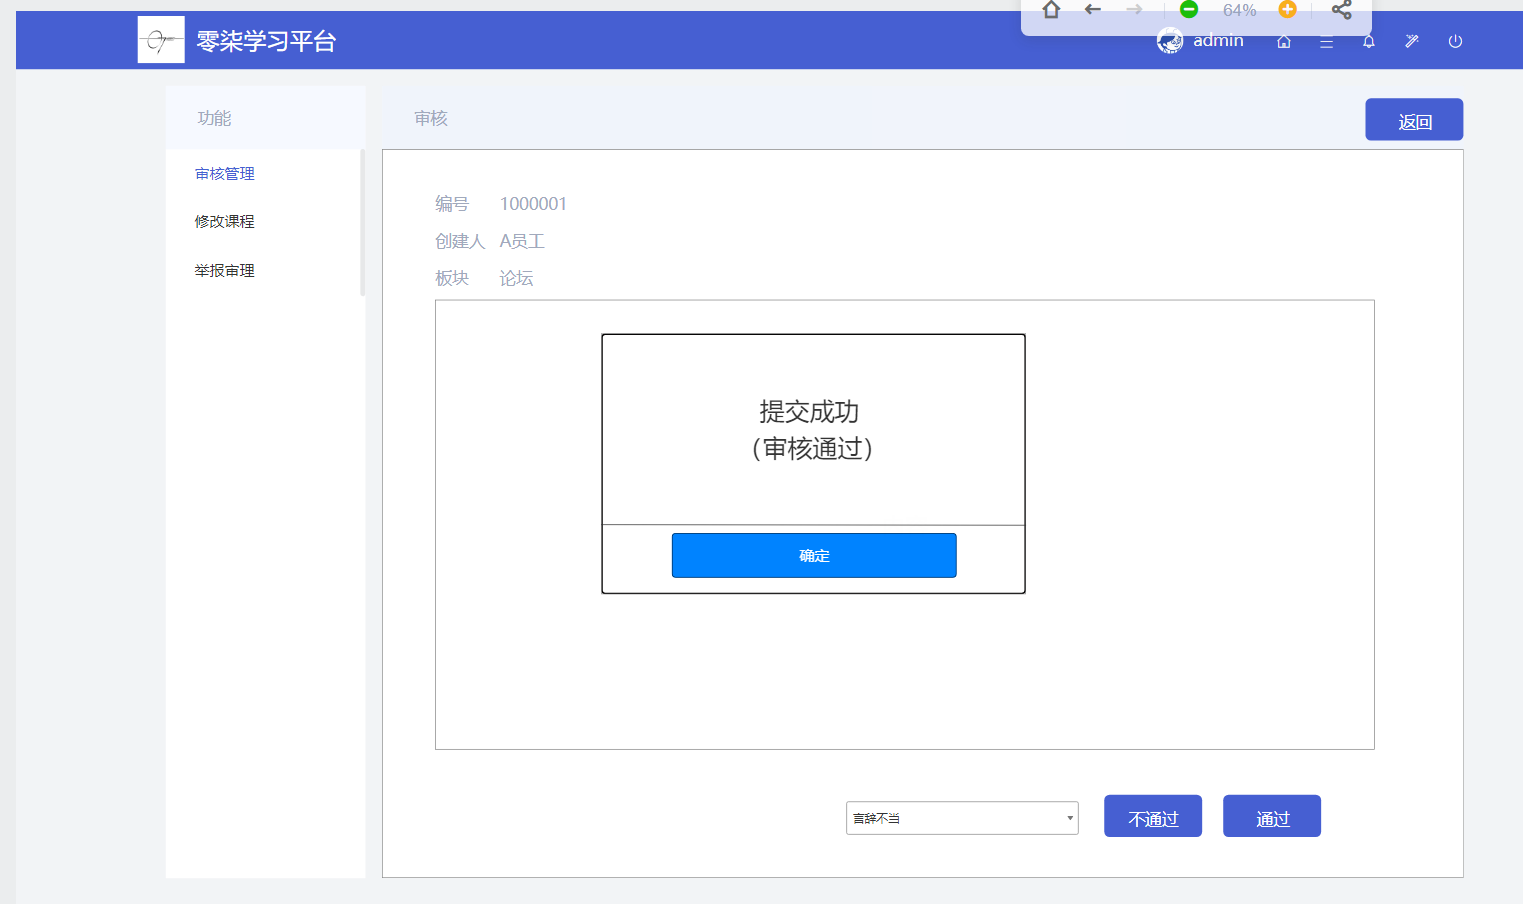 64%
零柒学习平台
admin
功能
审核
返回
审核管理
修改课程
举报审理
编号 1000001
创建人 A员工
板块 论坛
提交成功
（审核通过）
确定
言辞不当
不通过
通过